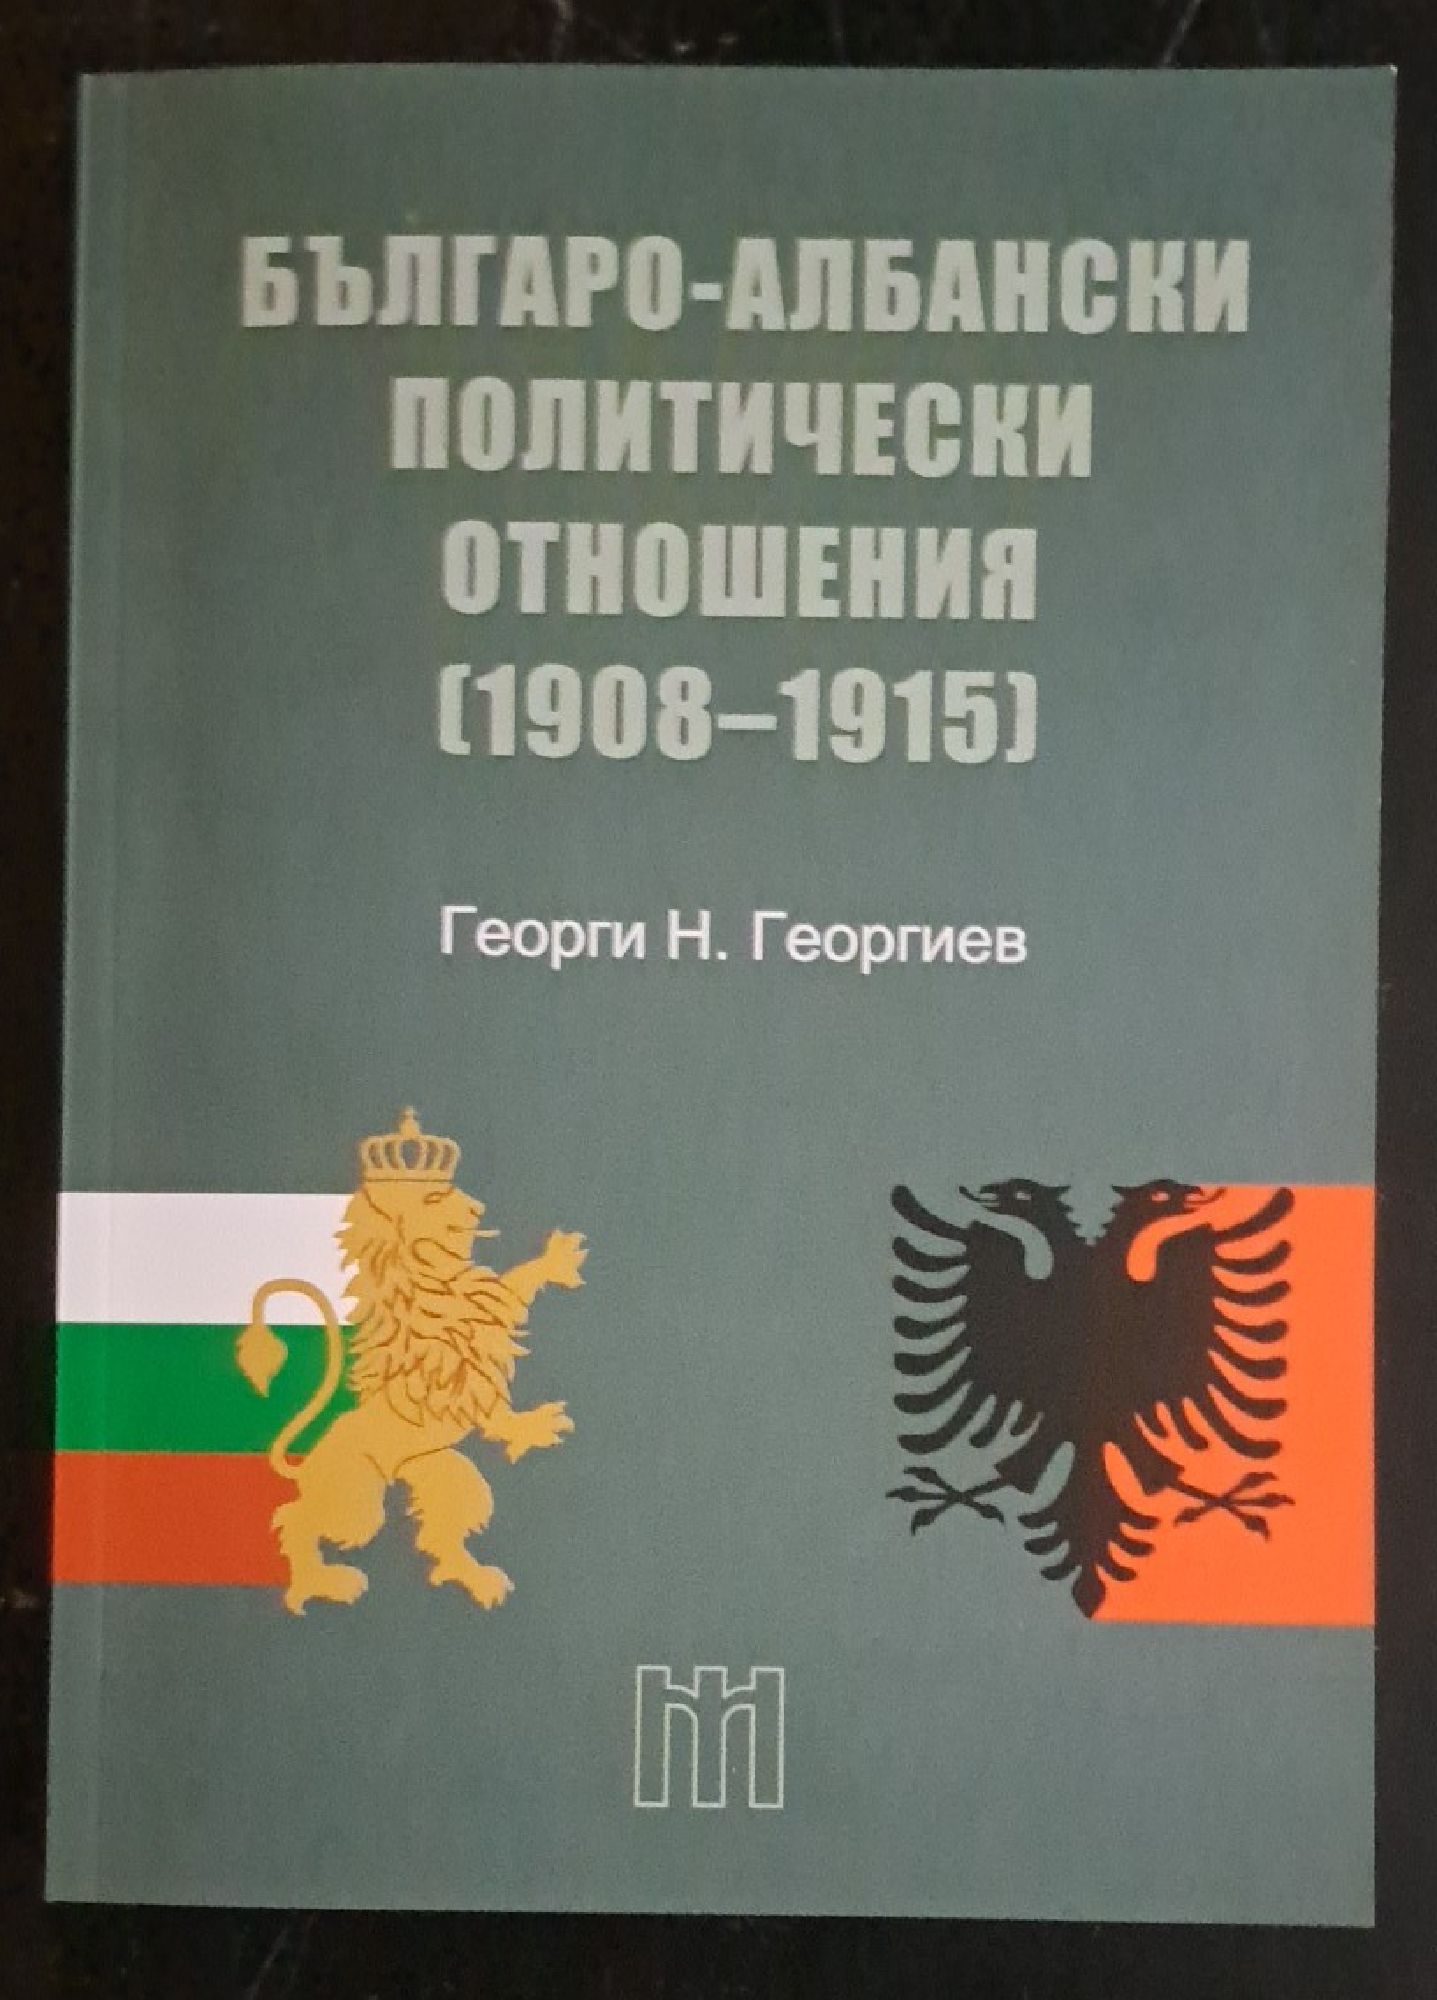 БЪЛГАРО-АЛБАНСКИ
ПОЛИТИЧЕСКИ
ОТНОШЕНИЯ
(1908–1915)
Георги Н. Георгиев